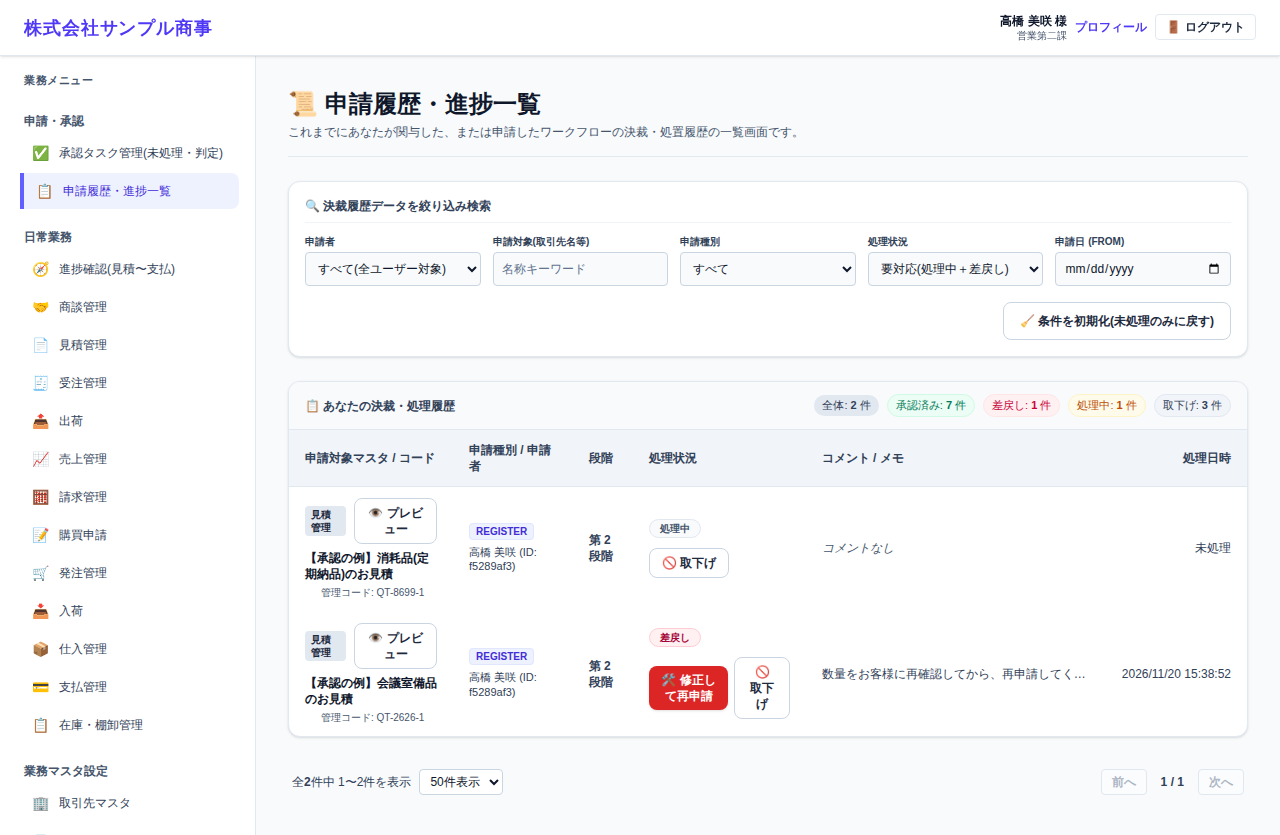 株式会社サンプル商事
高橋 美咲 様
営業第二課
プロフィール
🚪 ログアウト
業務メニュー
申請・承認
✅ 承認タスク管理(未処理・判定)
📋 申請履歴・進捗一覧
日常業務
🧭 進捗確認(見積〜支払)
🤝 商談管理
📄 見積管理
🧾 受注管理
📤 出荷
📈 売上管理
🧮 請求管理
📝 購買申請
🛒 発注管理
📥 入荷
📦 仕入管理
💳 支払管理
📋 在庫・棚卸管理
業務マスタ設定
🏢 取引先マスタ
📜 申請履歴・進捗一覧
これまでにあなたが関与した、または申請したワークフローの決裁・処置履歴の一覧画面です。
🔍 決裁履歴データを絞り込み検索
申請者
申請対象(取引先名等)
申請種別
処理状況
申請日 (FROM)
すべて(全ユーザー対象)
名称キーワード
すべて
要対応(処理中＋差戻し)
mm/dd/yyyy
🧹 条件を初期化(未処理のみに戻す)
📋 あなたの決裁・処理履歴
全体: 2 件
承認済み: 7 件
差戻し: 1 件
処理中: 1 件
取下げ: 3 件
申請対象マスタ / コード
申請種別 / 申請
者
段階
処理状況
コメント / メモ
処理日時
見積
管理
👁️ プレビ
ュー
【承認の例】消耗品(定
期納品)のお見積
管理コード: QT-8699-1
REGISTER
高橋 美咲 (ID:
f5289af3)
第 2
段階
処理中
🚫 取下げ
コメントなし
未処理
見積
管理
👁️ プレビ
ュー
【承認の例】会議室備品
のお見積
管理コード: QT-2626-1
REGISTER
高橋 美咲 (ID:
f5289af3)
第 2
段階
差戻し
🛠️ 修正し
て再申請
🚫
取下
げ
数量をお客様に再確認してから、再申請してく…
2026/11/20 15:38:52
全2件中 1〜2件を表示
50件表示
前へ
1 / 1
次へ